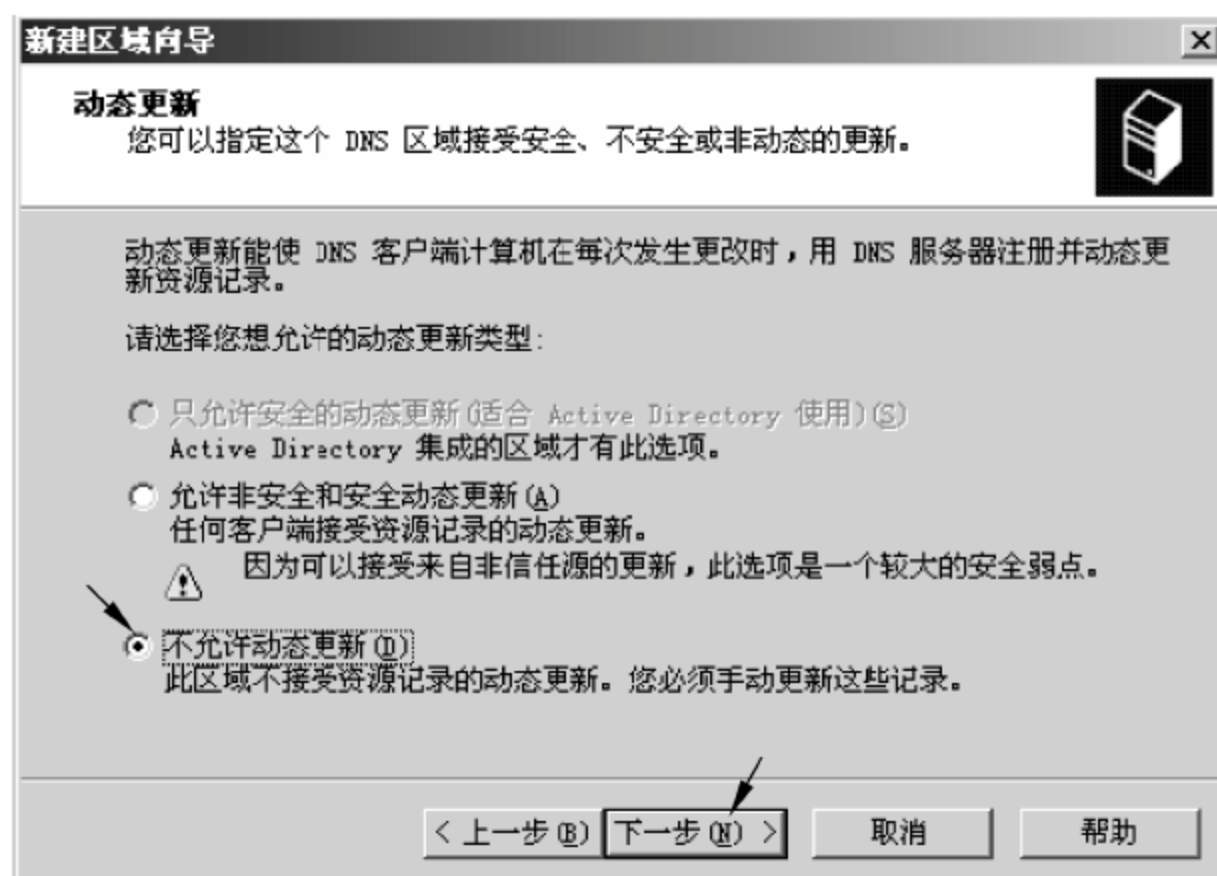 新建区域向导
动态更新
您可以指定这个 DNS 区域接受安全、不安全或非动态的更新。
动态更新能使 DNS 客户端计算机在每次发生更改时，用 DNS 服务器注册并动态更
新资源记录。
请选择您想允许的动态更新类型:
只允许安全的动态更新(适合 Active Directory 使用)(S)
Active Directory 集成的区域才有此选项。
允许非安全和安全动态更新(A)
任何客户端接受资源记录的动态更新。
因为可以接受来自非信任源的更新，此选项是一个较大的安全弱点。
不允许动态更新(D)
此区域不接受资源记录的动态更新。您必须手动更新这些记录。
< 上一步(B) 下一步(N) > 取消 帮助